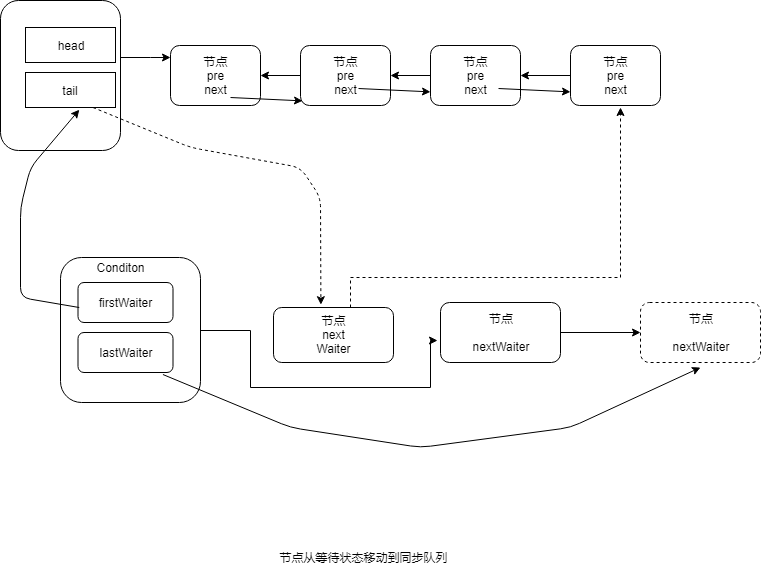 head
tail
节点
pre
next
节点
pre
next
节点
pre
next
节点
pre
next
Conditon
firstWaiter
lastWaiter
节点
next
Waiter
节点
nextWaiter
节点
nextWaiter
节点从等待状态移动到同步队列